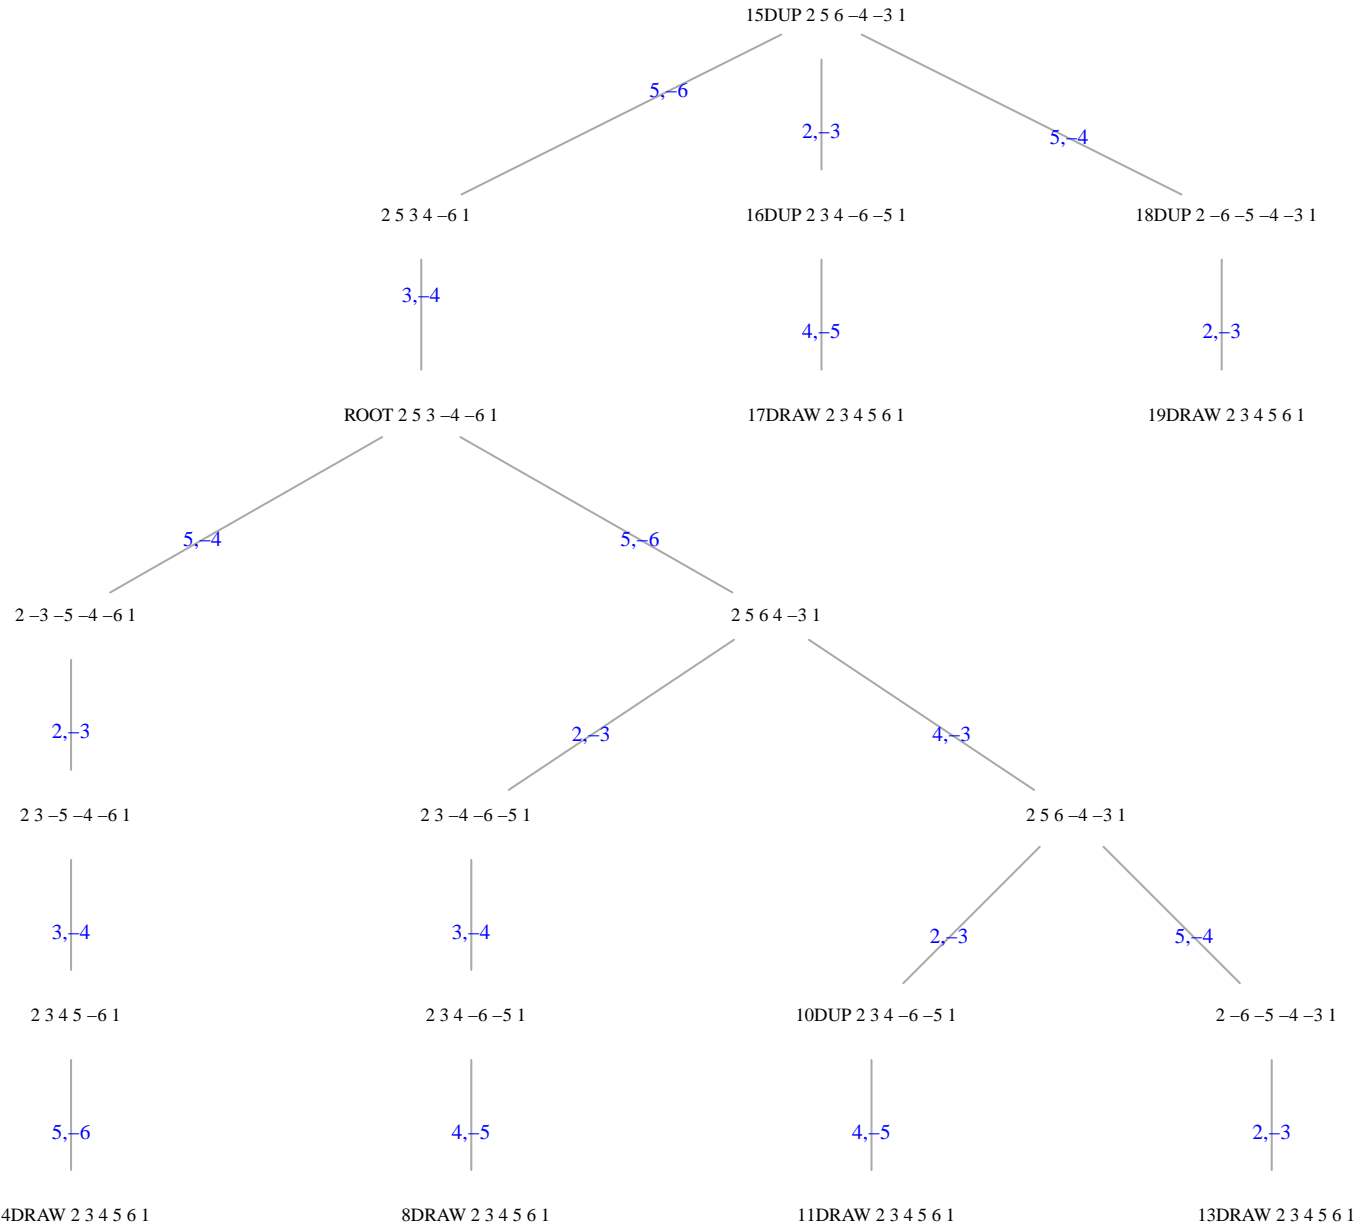 15DUP 2 5 6 –4 –3 1
5,–6
2,–3
5,–4
2 5 3 4 –6 1
16DUP 2 3 4 –6 –5 1
18DUP 2 –6 –5 –4 –3 1
3,–4
4,–5
2,–3
ROOT 2 5 3 –4 –6 1
17DRAW 2 3 4 5 6 1
19DRAW 2 3 4 5 6 1
5,–4
5,–6
2 –3 –5 –4 –6 1
2 5 6 4 –3 1
2,–3
2,–3
4,–3
2 3 –5 –4 –6 1
2 3 –4 –6 –5 1
2 5 6 –4 –3 1
3,–4
3,–4
2,–3
5,–4
2 3 4 5 –6 1
2 3 4 –6 –5 1
10DUP 2 3 4 –6 –5 1
2 –6 –5 –4 –3 1
5,–6
4,–5
4,–5
2,–3
4DRAW 2 3 4 5 6 1
8DRAW 2 3 4 5 6 1
11DRAW 2 3 4 5 6 1
13DRAW 2 3 4 5 6 1